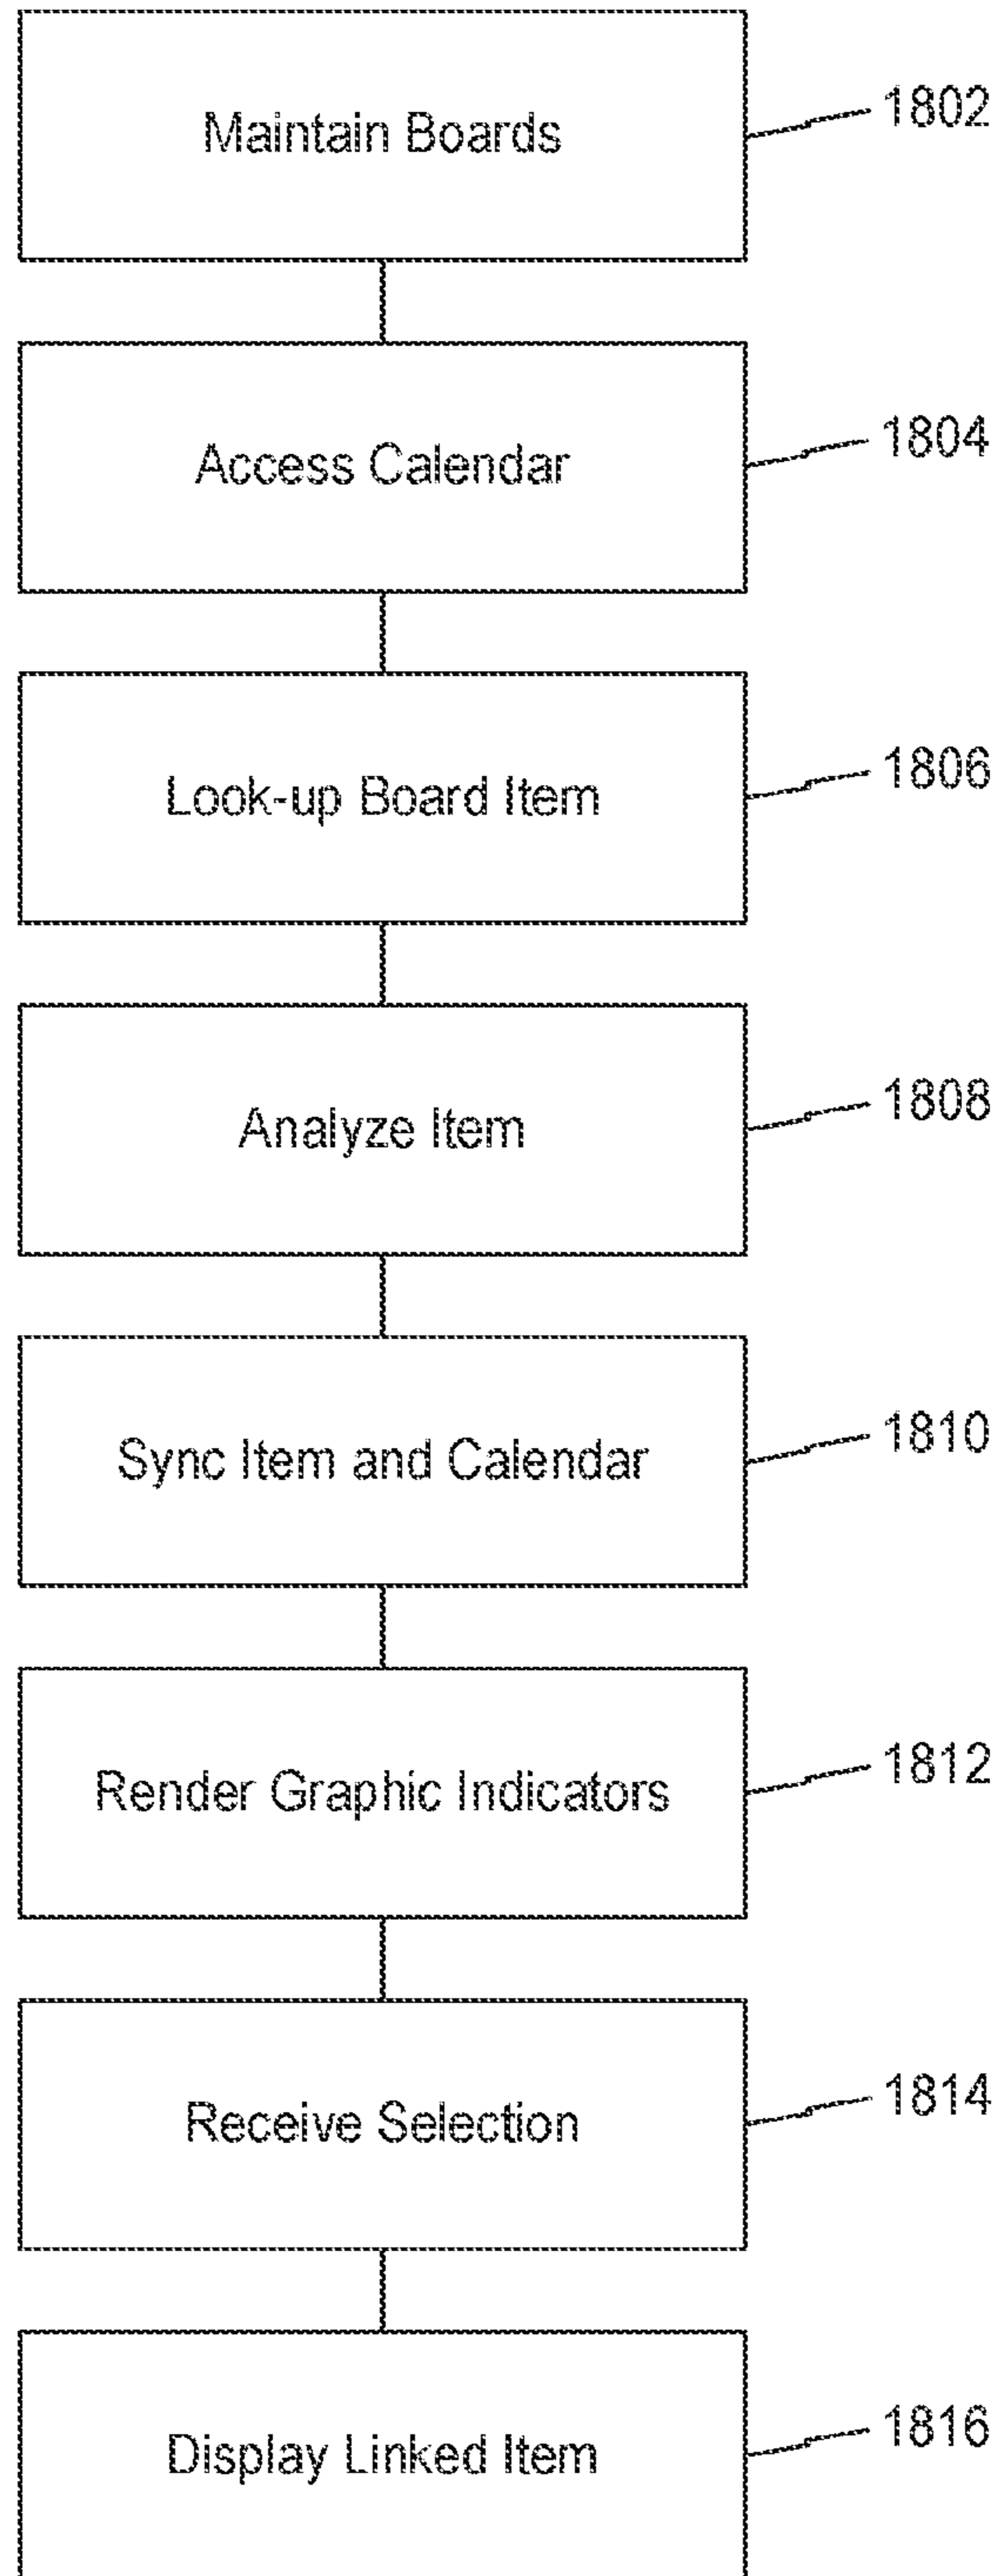 Maintain Boards
1802
Access Calendar
1804
Look-up Board Item
1806
Analyze Item
1808
Sync Item and Calendar
1810
Render Graphic Indicators
1812
Receive Selection
1814
Display Linked Item
1816